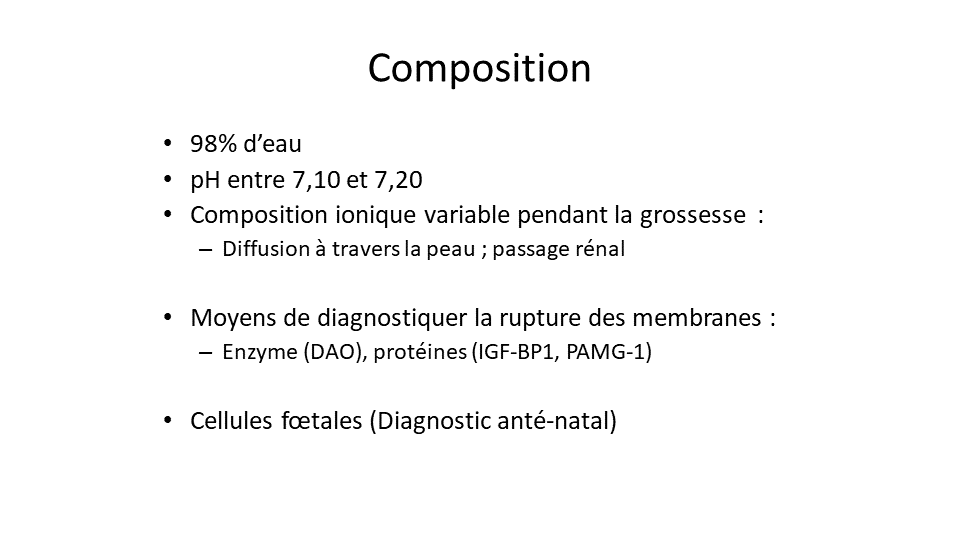 Composition
• 98% d’eau
• pH entre 7,10 et 7,20
• Composition ionique variable pendant la grossesse :
– Diffusion à travers la peau ; passage rénal
• Moyens de diagnostiquer la rupture des membranes :
– Enzyme (DAO), protéines (IGF-BP1, PAMG-1)
• Cellules fœtales (Diagnostic anté-natal)